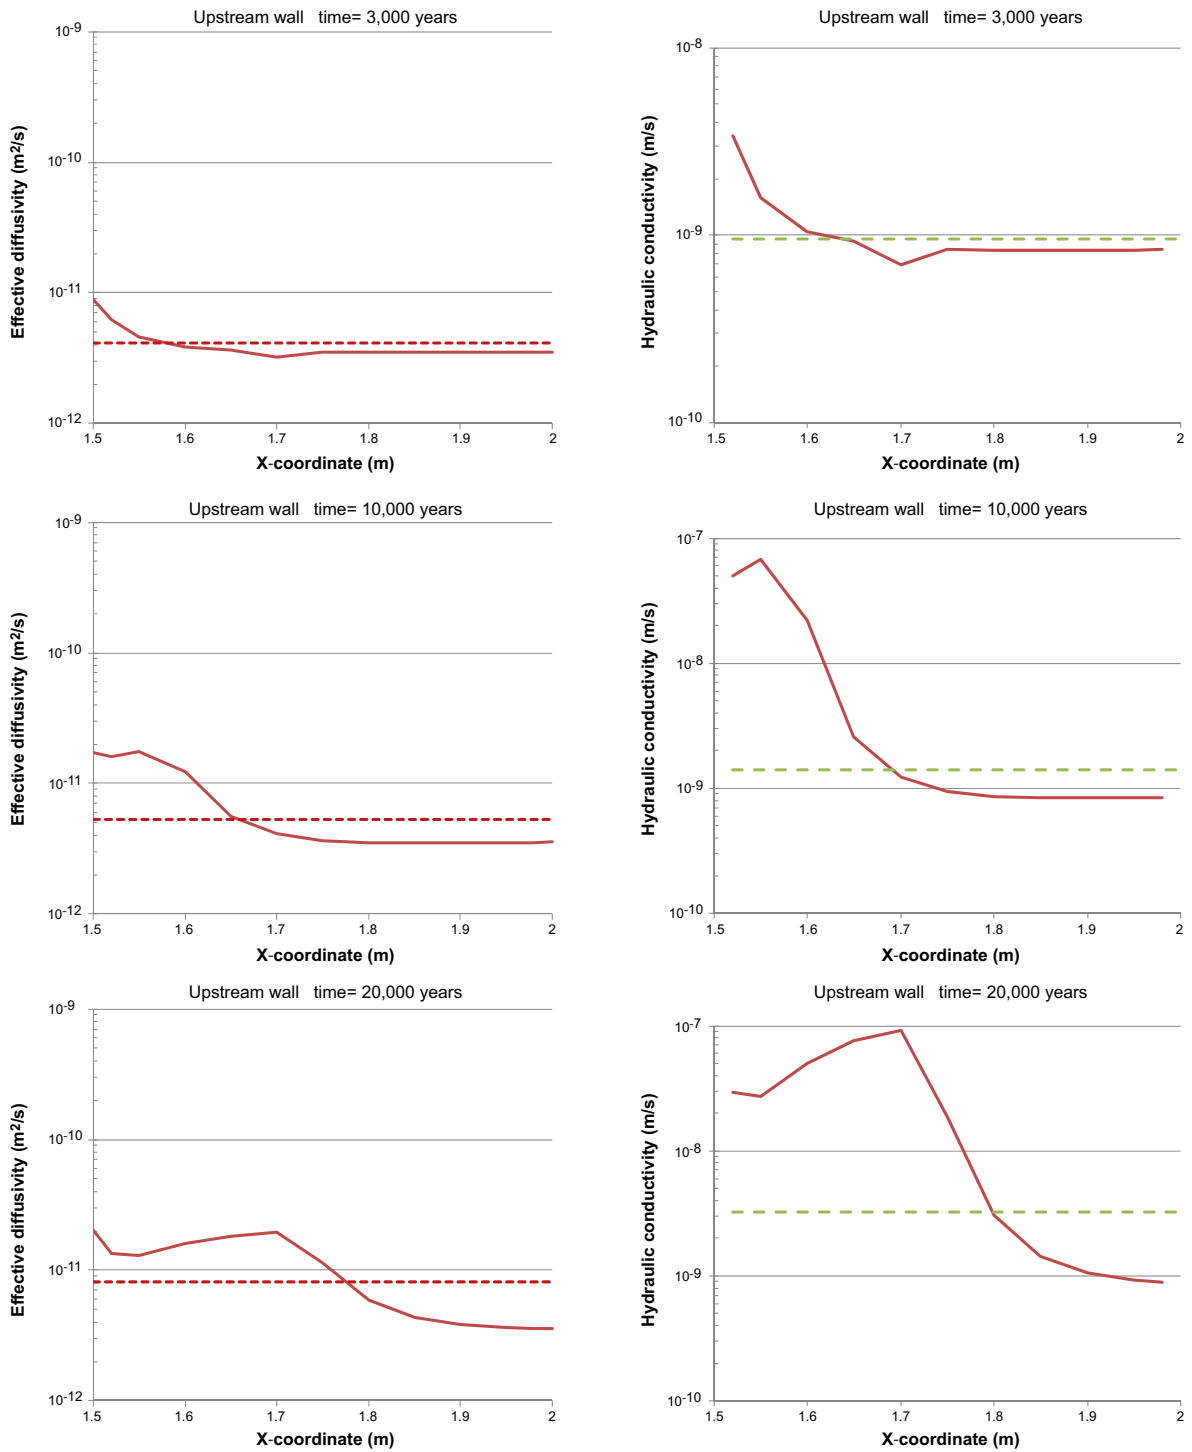 Upstream wall time= 3,000 years
Effective diffusivity (m²/s)
10⁻⁹
10⁻¹⁰
10⁻¹¹
10⁻¹²
1.5 1.6 1.7 1.8 1.9 2
X-coordinate (m)
Upstream wall time= 3,000 years
Hydraulic conductivity (m/s)
10⁻⁸
10⁻⁹
10⁻¹⁰
1.5 1.6 1.7 1.8 1.9 2
X-coordinate (m)
Upstream wall time= 10,000 years
Effective diffusivity (m²/s)
10⁻⁹
10⁻¹⁰
10⁻¹¹
10⁻¹²
1.5 1.6 1.7 1.8 1.9 2
X-coordinate (m)
Upstream wall time= 10,000 years
Hydraulic conductivity (m/s)
10⁻⁷
10⁻⁸
10⁻⁹
10⁻¹⁰
1.5 1.6 1.7 1.8 1.9 2
X-coordinate (m)
Upstream wall time= 20,000 years
Effective diffusivity (m²/s)
10⁻⁹
10⁻¹⁰
10⁻¹¹
10⁻¹²
1.5 1.6 1.7 1.8 1.9 2
X-coordinate (m)
Upstream wall time= 20,000 years
Hydraulic conductivity (m/s)
10⁻⁷
10⁻⁸
10⁻⁹
10⁻¹⁰
1.5 1.6 1.7 1.8 1.9 2
X-coordinate (m)